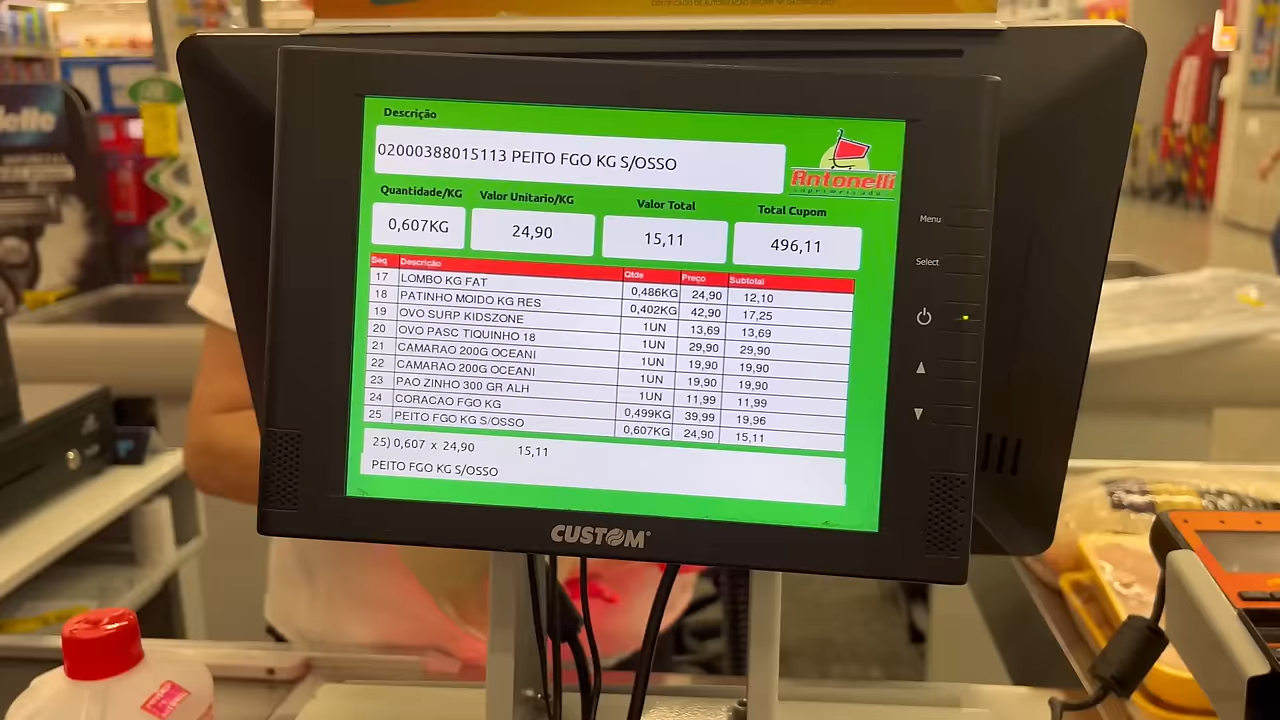 Descrição
02000388015113 PEITO FGO KG S/OSSO
Antonelli
supermercado
Quantidade/KG Valor Unitario/KG Valor Total Total Cupom
0,607KG 24,90 15,11 496,11
Seq Descrição Qtde Preço Subtotal
17 LOMBO KG FAT 0,486KG 24,90 12,10
18 PATINHO MOIDO KG RES 0,402KG 42,90 17,25
19 OVO SURP KIDSZONE 1UN 13,69 13,69
20 OVO PASC TIQUINHO 18 1UN 29,90 29,90
21 CAMARAO 200G OCEANI 1UN 19,90 19,90
22 CAMARAO 200G OCEANI 1UN 19,90 19,90
23 PAO ZINHO 300 GR ALH 1UN 11,99 11,99
24 CORACAO FGO KG 0,499KG 39,99 19,96
25 PEITO FGO KG S/OSSO 0,607KG 24,90 15,11
25) 0,607 x 24,90 15,11
PEITO FGO KG S/OSSO
Menu
Select
CUSTOM